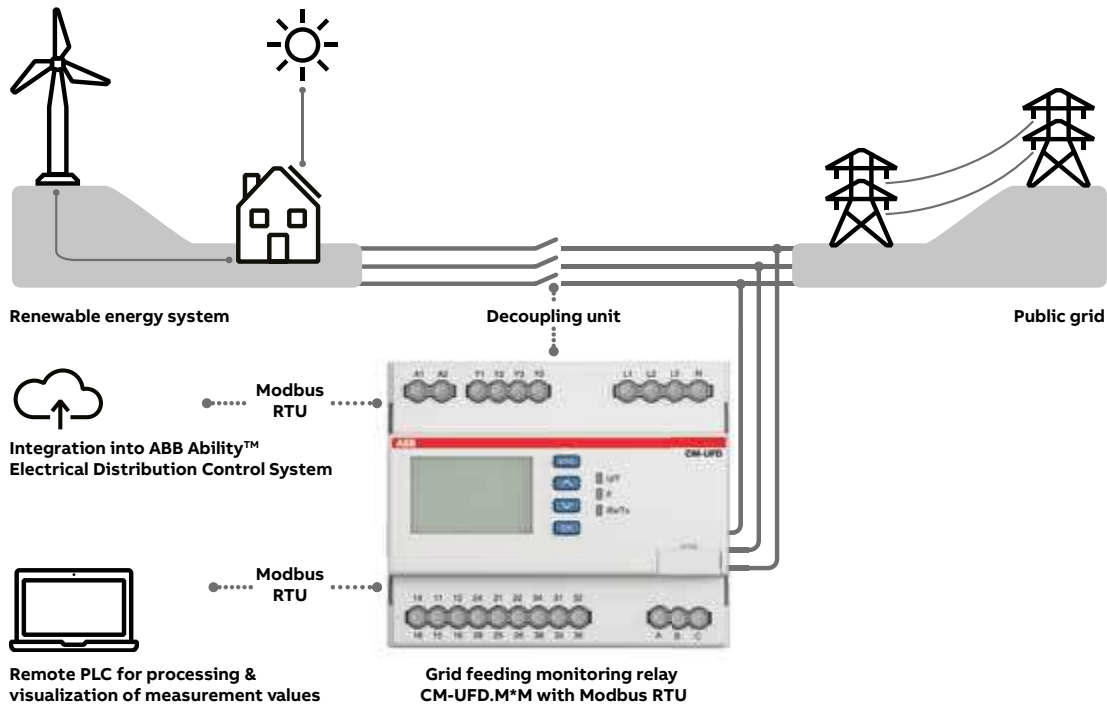 Renewable energy system
Decoupling unit
Public grid
Modbus
RTU
Integration into ABB Ability™
Electrical Distribution Control System
A1 A2 Y1 Y2 Y3
L1 L2 L3 N
ABB
CM-UFD
U/T
F
Rx/Tx
OK
Modbus
RTU
A B C
Remote PLC for processing &
visualization of measurement values
Grid feeding monitoring relay
CM-UFD.M*M with Modbus RTU